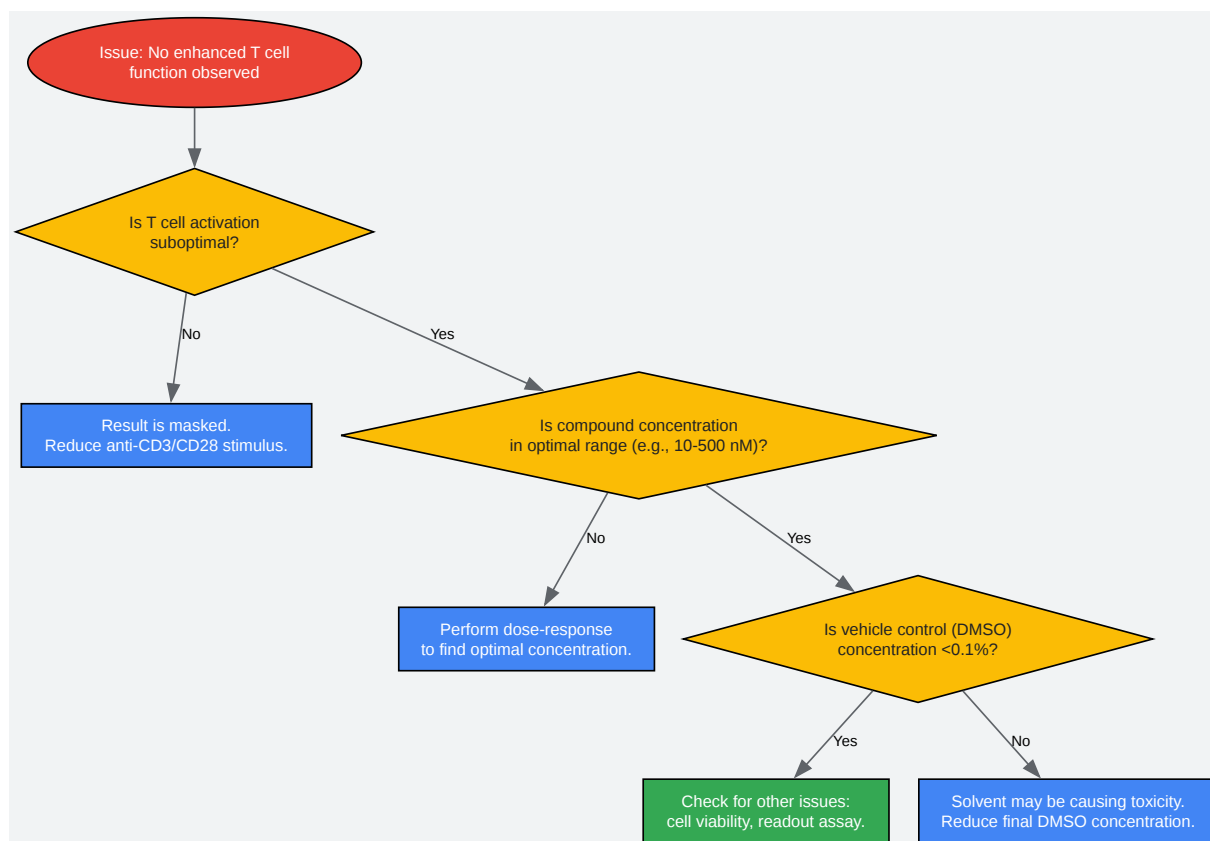 Issue: No enhanced T cell
function observed
Is T cell activation
suboptimal?
No
Yes
Result is masked.
Reduce anti-CD3/CD28 stimulus.
Is compound concentration
in optimal range (e.g., 10-500 nM)?
No
Yes
Perform dose-response
to find optimal concentration.
Is vehicle control (DMSO)
concentration <0.1%?
Yes
No
Check for other issues:
cell viability, readout assay.
Solvent may be causing toxicity.
Reduce final DMSO concentration.